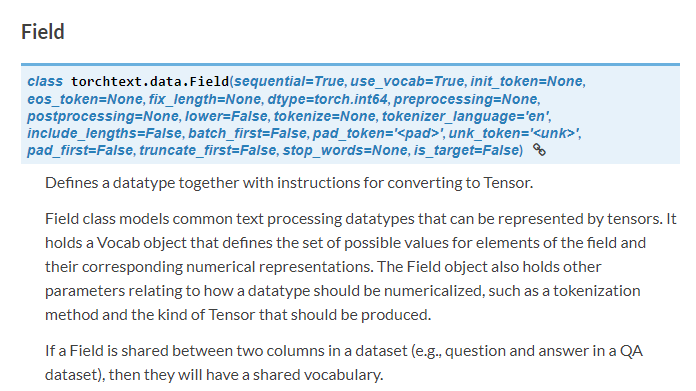 Field
class torchtext.data.Field(sequential=True, use_vocab=True, init_token=None,
eos_token=None, fix_length=None, dtype=torch.int64, preprocessing=None,
postprocessing=None, lower=False, tokenize=None, tokenizer_language='en',
include_lengths=False, batch_first=False, pad_token='<pad>', unk_token='<unk>',
pad_first=False, truncate_first=False, stop_words=None, is_target=False)
Defines a datatype together with instructions for converting to Tensor.
Field class models common text processing datatypes that can be represented by tensors. It
holds a Vocab object that defines the set of possible values for elements of the field and
their corresponding numerical representations. The Field object also holds other
parameters relating to how a datatype should be numericalized, such as a tokenization
method and the kind of Tensor that should be produced.
If a Field is shared between two columns in a dataset (e.g., question and answer in a QA
dataset), then they will have a shared vocabulary.